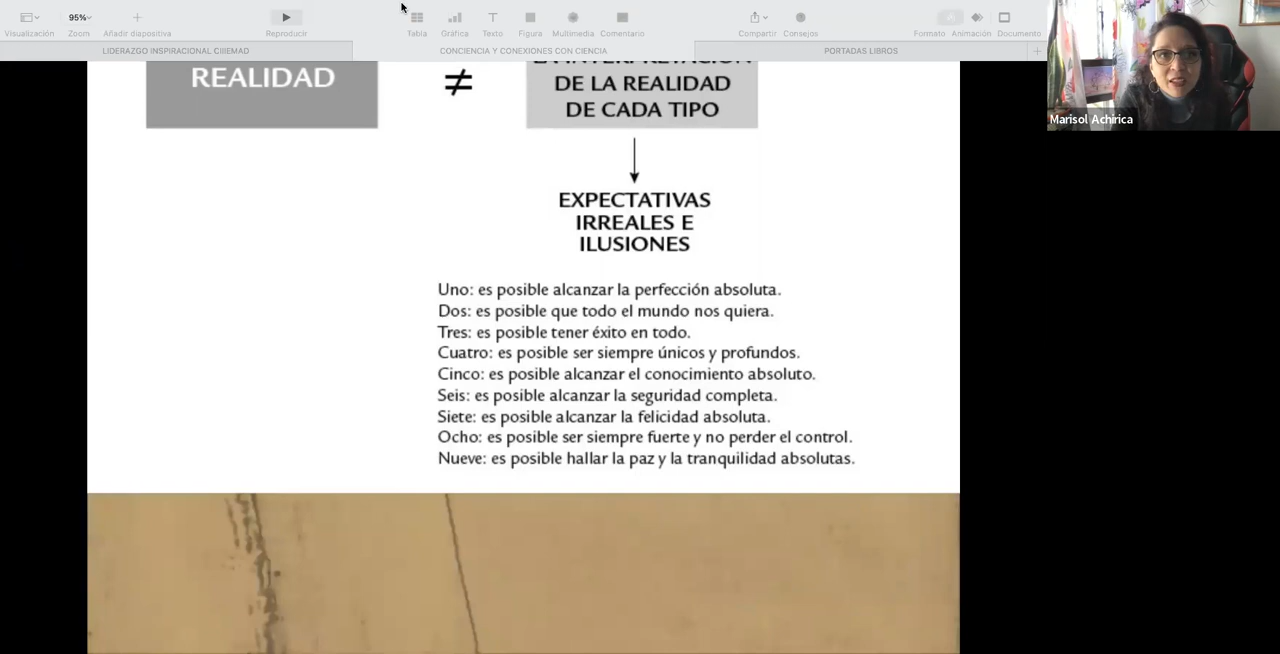 95%
Visualización Zoom Añadir diapositiva Reproducir Tabla Gráfica Texto Figura Multimedia Comentario Compartir Consejos Formato Animación Documento
LIDERAZGO INSPIRACIONAL CIIIEMAD CONCIENCIA Y CONEXIONES CON CIENCIA PORTADAS LIBROS
Marisol Achirica
REALIDAD
≠
LA INTERPRETACIÓN
DE LA REALIDAD
DE CADA TIPO
EXPECTATIVAS
IRREALES E
ILUSIONES
Uno: es posible alcanzar la perfección absoluta.
Dos: es posible que todo el mundo nos quiera.
Tres: es posible tener éxito en todo.
Cuatro: es posible ser siempre únicos y profundos.
Cinco: es posible alcanzar el conocimiento absoluto.
Seis: es posible alcanzar la seguridad completa.
Siete: es posible alcanzar la felicidad absoluta.
Ocho: es posible ser siempre fuerte y no perder el control.
Nueve: es posible hallar la paz y la tranquilidad absolutas.